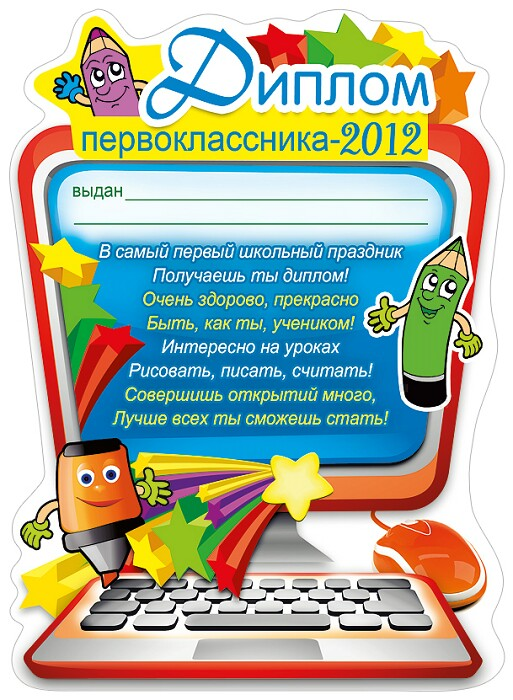 Диплом
первоклассника-2012
выдан
В самый первый школьный праздник
Получаешь ты диплом!
Очень здорово, прекрасно
Быть, как ты, учеником!
Интересно на уроках
Рисовать, писать, считать!
Совершишь открытий много,
Лучше всех ты сможешь стать!